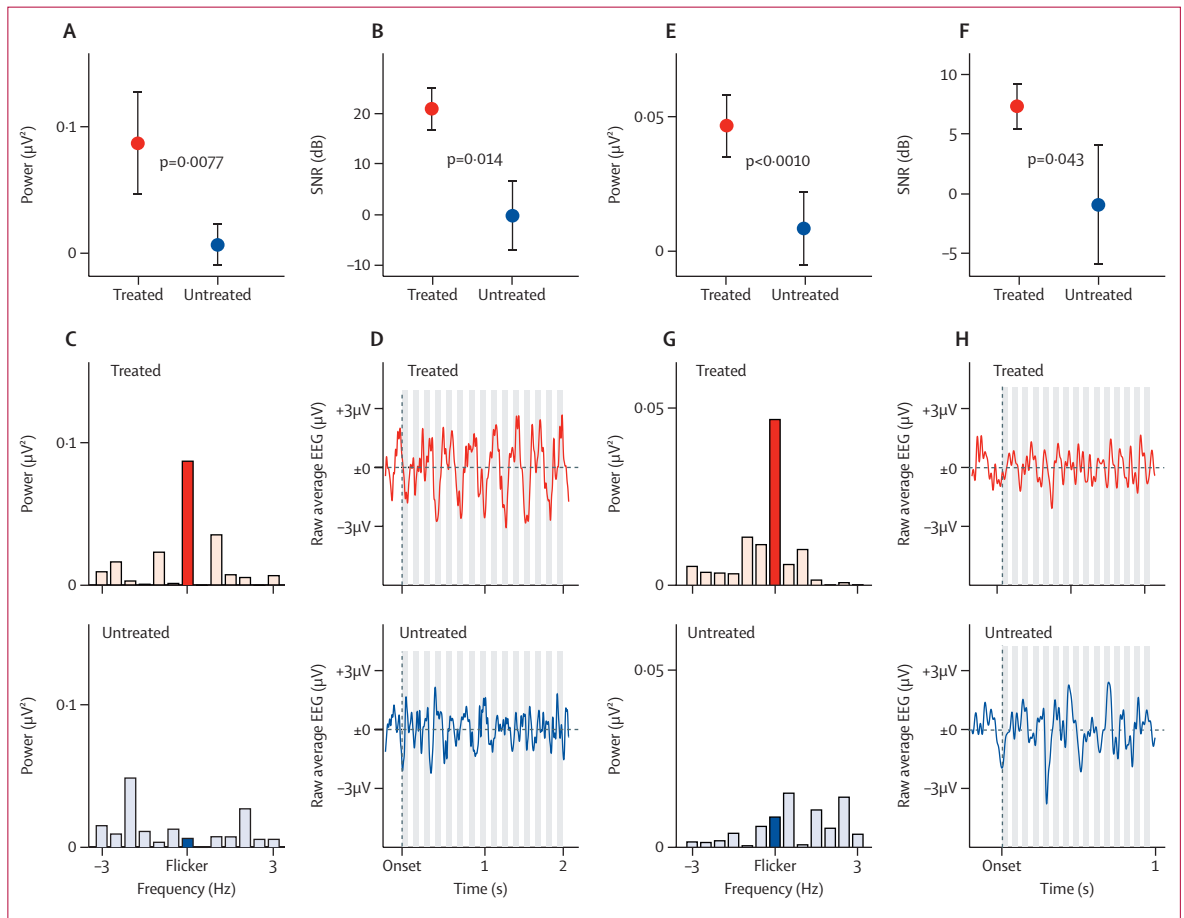 A
Power (µV²)
0·1
0
p=0·0077
Treated
Untreated
B
SNR (dB)
20
10
0
−10
p=0·014
Treated
Untreated
E
Power (µV²)
0·05
0
p<0·0010
Treated
Untreated
F
SNR (dB)
10
5
0
−5
p=0·043
Treated
Untreated
C
Treated
Power (µV²)
0·1
0
Untreated
Power (µV²)
0·1
0
−3
Flicker
3
Frequency (Hz)
D
Treated
Raw average EEG (µV)
+3µV
±0
−3µV
Untreated
Raw average EEG (µV)
+3µV
±0
−3µV
Onset
1
2
Time (s)
G
Treated
Power (µV²)
0·05
0
Untreated
Power (µV²)
0·05
0
−3
Flicker
3
Frequency (Hz)
H
Treated
Raw average EEG (µV)
+3µV
±0
−3µV
Untreated
Raw average EEG (µV)
+3µV
±0
−3µV
Onset
1
Time (s)